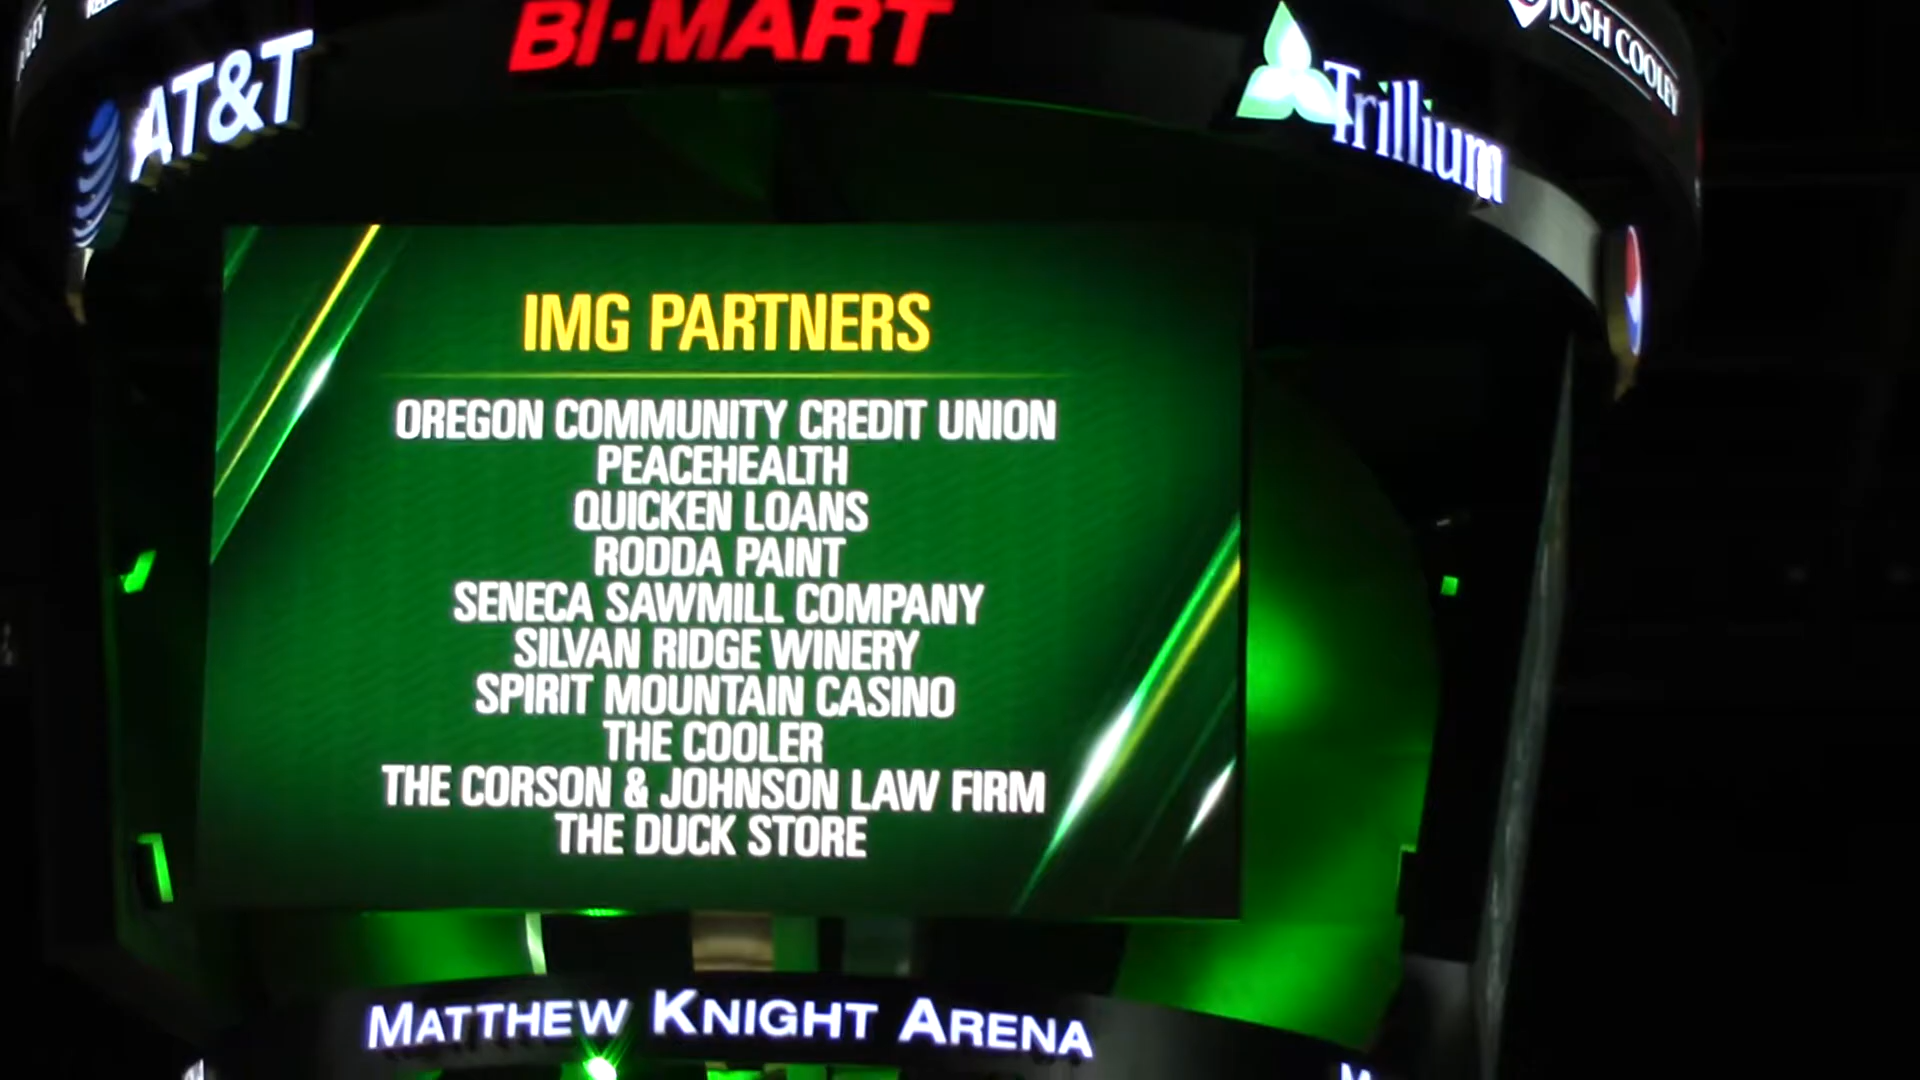 AT&T
BI-MART
Trillium
JOSH COOLEY
IMG PARTNERS
OREGON COMMUNITY CREDIT UNION
PEACEHEALTH
QUICKEN LOANS
RODDA PAINT
SENECA SAWMILL COMPANY
SILVAN RIDGE WINERY
SPIRIT MOUNTAIN CASINO
THE COOLER
THE CORSON & JOHNSON LAW FIRM
THE DUCK STORE
MATTHEW KNIGHT ARENA